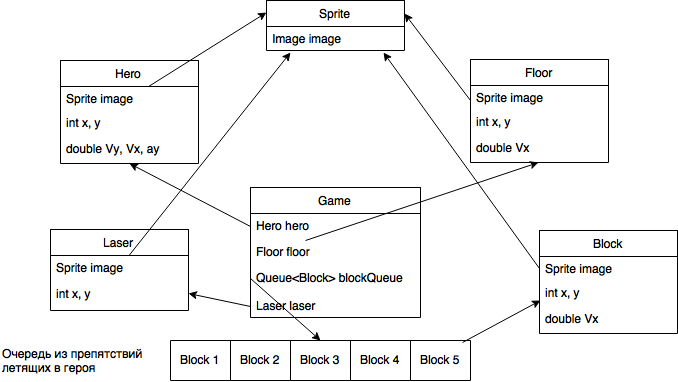 Sprite
Image image
Hero
Sprite image
int x, y
double Vy, Vx, ay
Floor
Sprite image
int x, y
double Vx
Game
Hero hero
Floor floor
Queue<Block> blockQueue
Laser laser
Laser
Sprite image
int x, y
Block
Sprite image
int x, y
double Vx
Очередь из препятствий
летящих в героя
Block 1
Block 2
Block 3
Block 4
Block 5